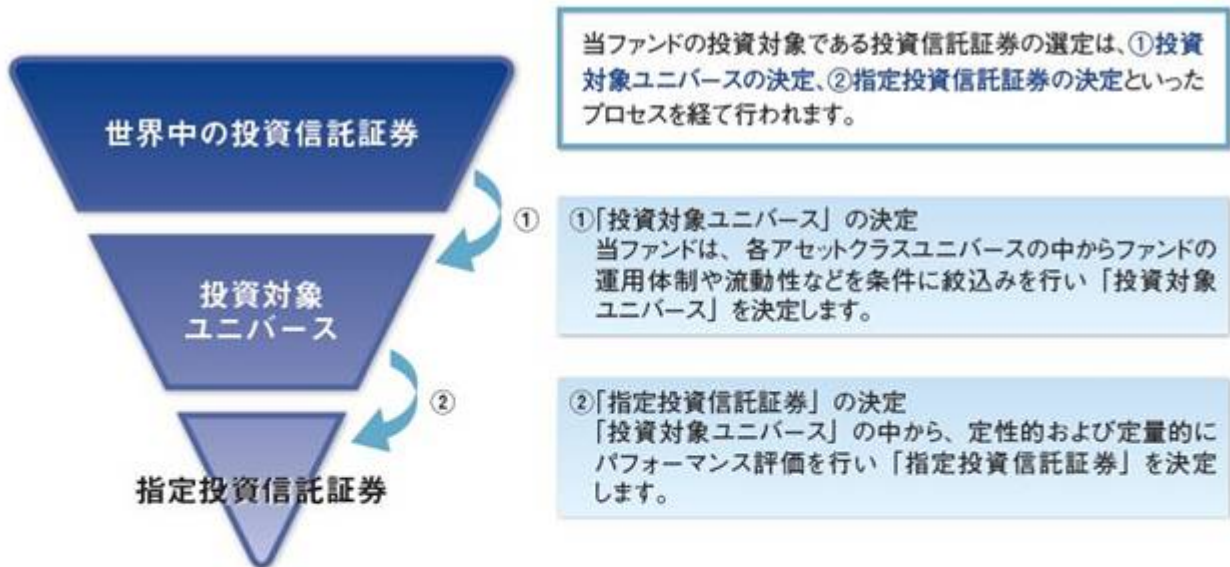 世界中の投資信託証券
①
投資対象
ユニバース
②
指定投資信託証券
当ファンドの投資対象である投資信託証券の選定は、①投資
対象ユニバースの決定、②指定投資信託証券の決定といった
プロセスを経て行われます。
①「投資対象ユニバース」の決定
当ファンドは、各アセットクラスユニバースの中からファンドの
運用体制や流動性などを条件に絞込みを行い「投資対象
ユニバース」を決定します。
②「指定投資信託証券」の決定
「投資対象ユニバース」の中から、定性的および定量的に
パフォーマンス評価を行い「指定投資信託証券」を決定
します。